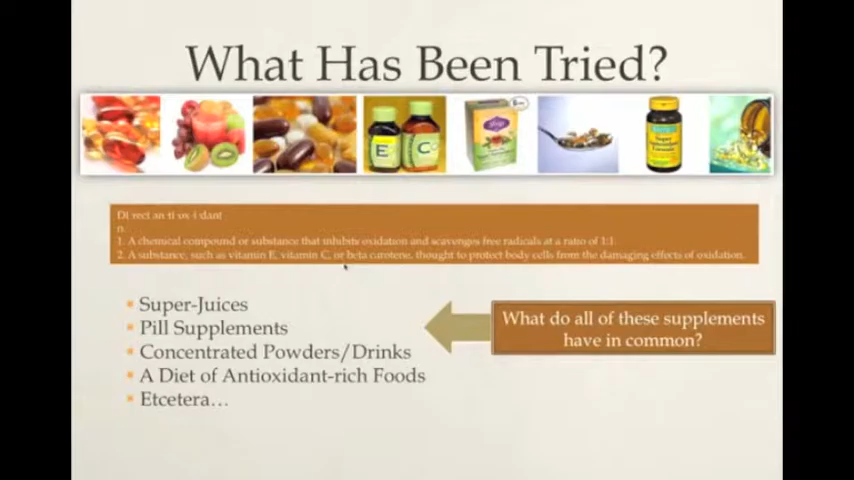 What Has Been Tried?
E
C
Di rect an ti ox i dant
n.
1. A chemical compound or substance that inhibits oxidation and scavenges free radicals at a ratio of 1:1.
2. A substance, such as vitamin E, vitamin C, or beta carotene, thought to protect body cells from the damaging effects of oxidation.
Super-Juices
Pill Supplements
Concentrated Powders/Drinks
A Diet of Antioxidant-rich Foods
Etcetera…
What do all of these supplements
have in common?